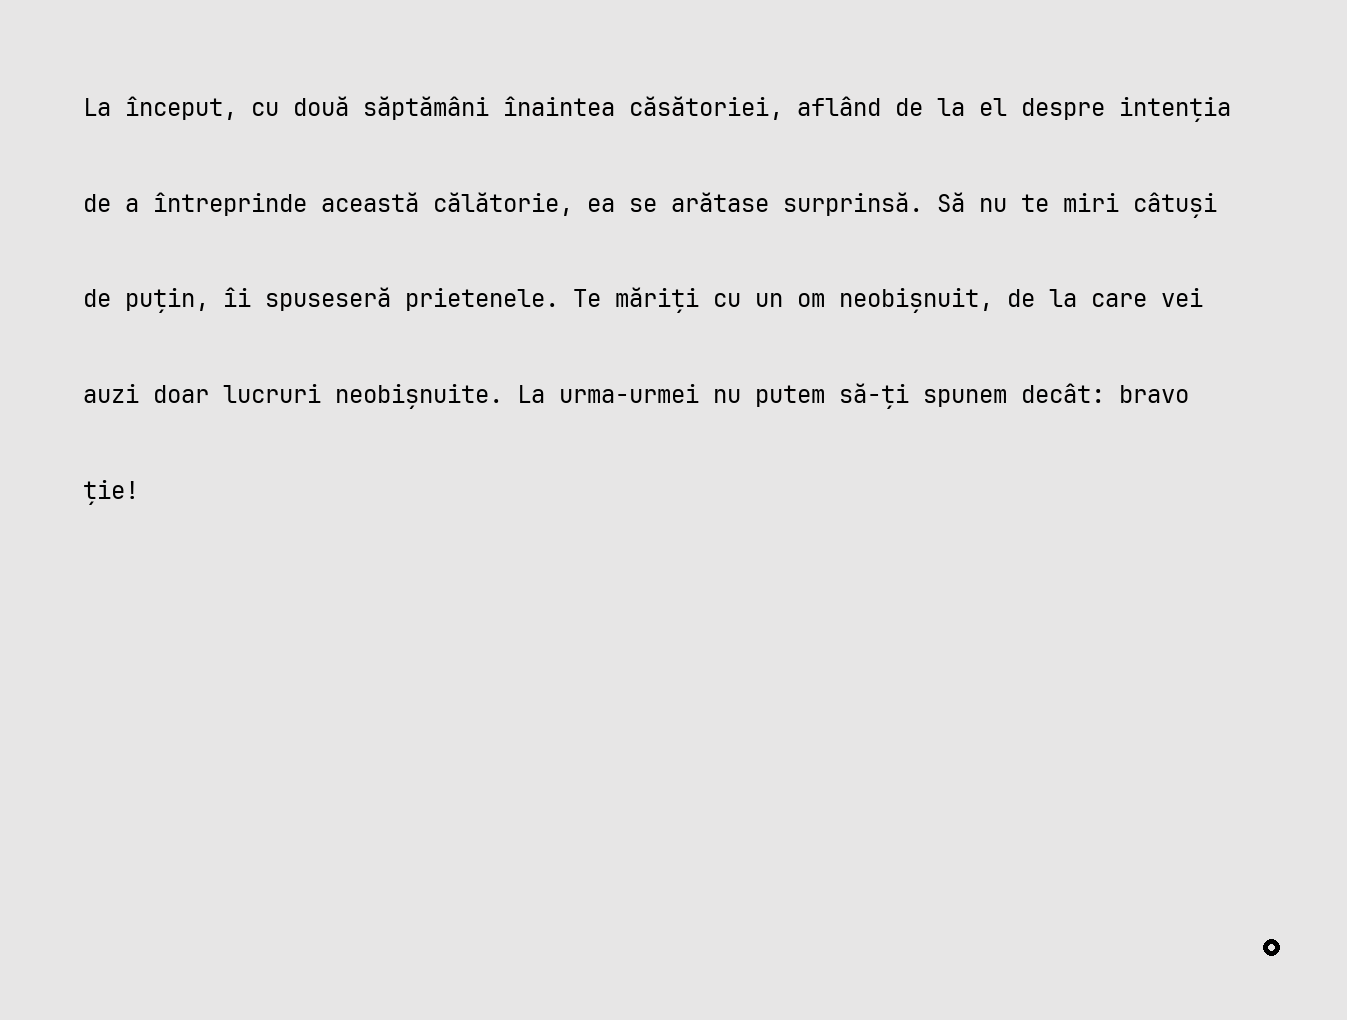 La început, cu două săptămâni înaintea căsătoriei, aflând de la el despre intenția
de a întreprinde această călătorie, ea se arătase surprinsă. Să nu te miri câtuși
de puțin, îi spuseseră prietenele. Te măriți cu un om neobișnuit, de la care vei
auzi doar lucruri neobișnuite. La urma-urmei nu putem să-ți spunem decât: bravo
ție!